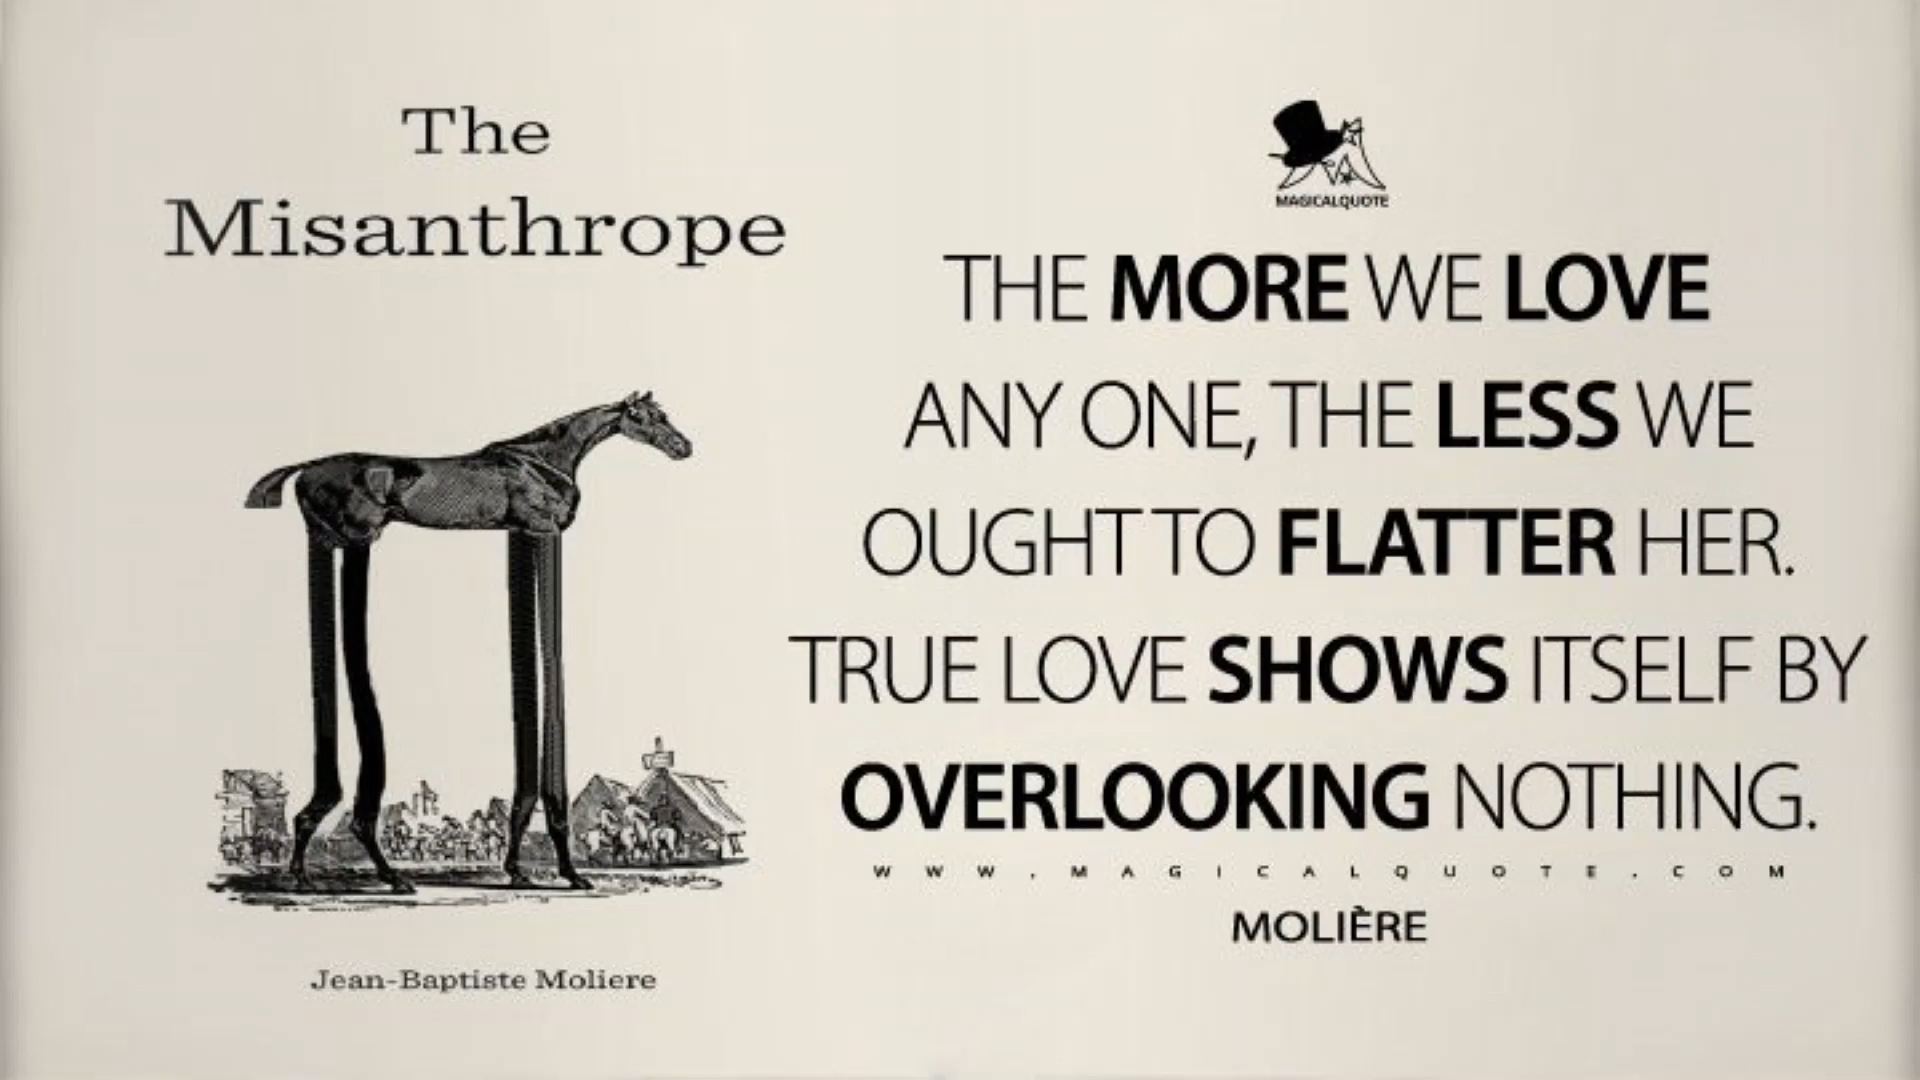 The
Misanthrope
Jean-Baptiste Moliere
MAGICALQUOTE
THE MORE WE LOVE
ANY ONE, THE LESS WE
OUGHT TO FLATTER HER.
TRUE LOVE SHOWS ITSELF BY
OVERLOOKING NOTHING.
WWW.MAGICALQUOTE.COM
MOLIÈRE